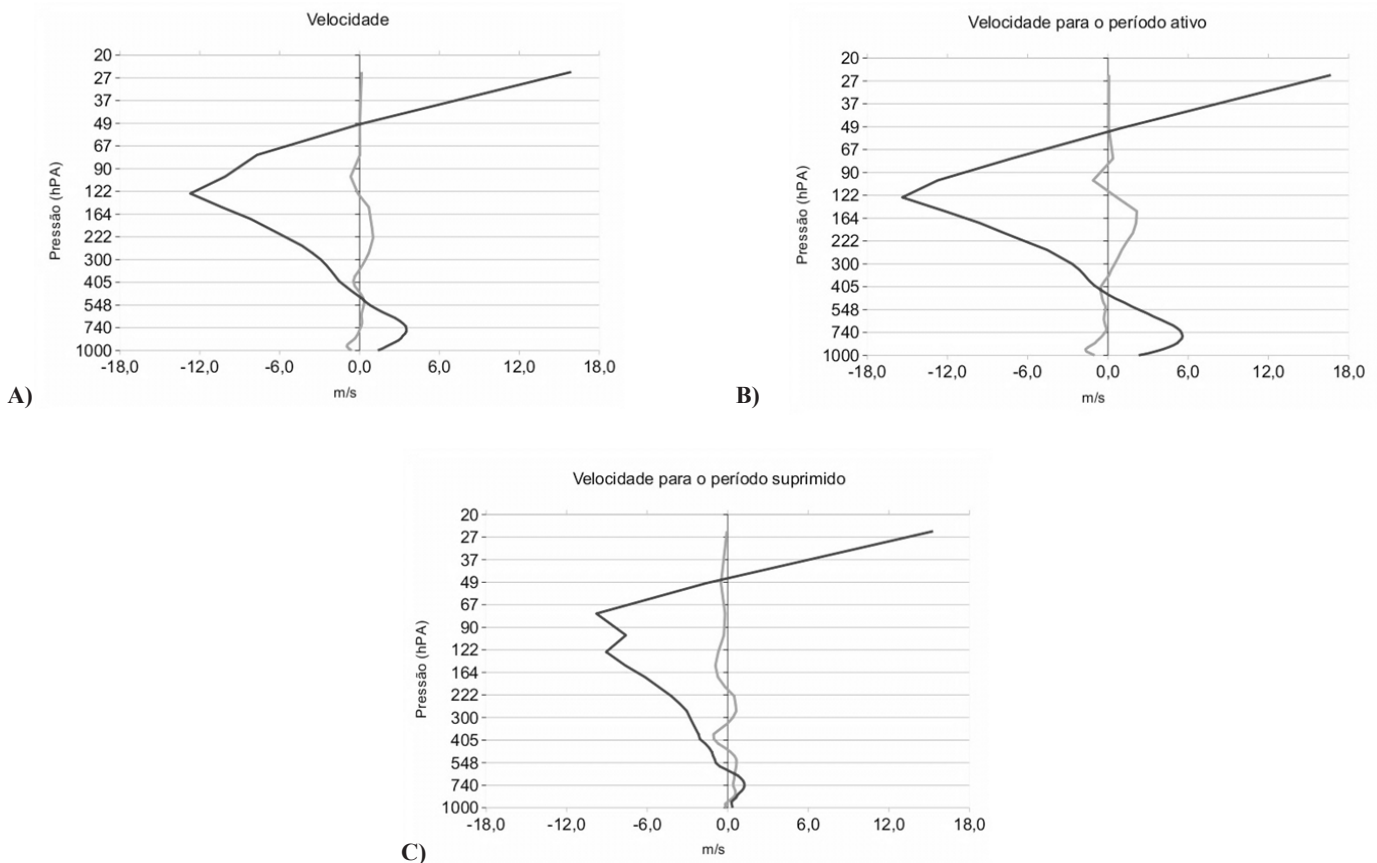 Velocidade
20
27
37
49
67
90
122
164
222
300
405
548
740
1000
-18,0 -12,0 -6,0 0,0 6,0 12,0 18,0
Pressão (hPA)
m/s
A)
Velocidade para o período ativo
20
27
37
49
67
90
122
164
222
300
405
548
740
1000
-18,0 -12,0 -6,0 0,0 6,0 12,0 18,0
Pressão (hPA)
m/s
B)
Velocidade para o período suprimido
20
27
37
49
67
90
122
164
222
300
405
548
740
1000
-18,0 -12,0 -6,0 0,0 6,0 12,0 18,0
Pressão (hPA)
m/s
C)